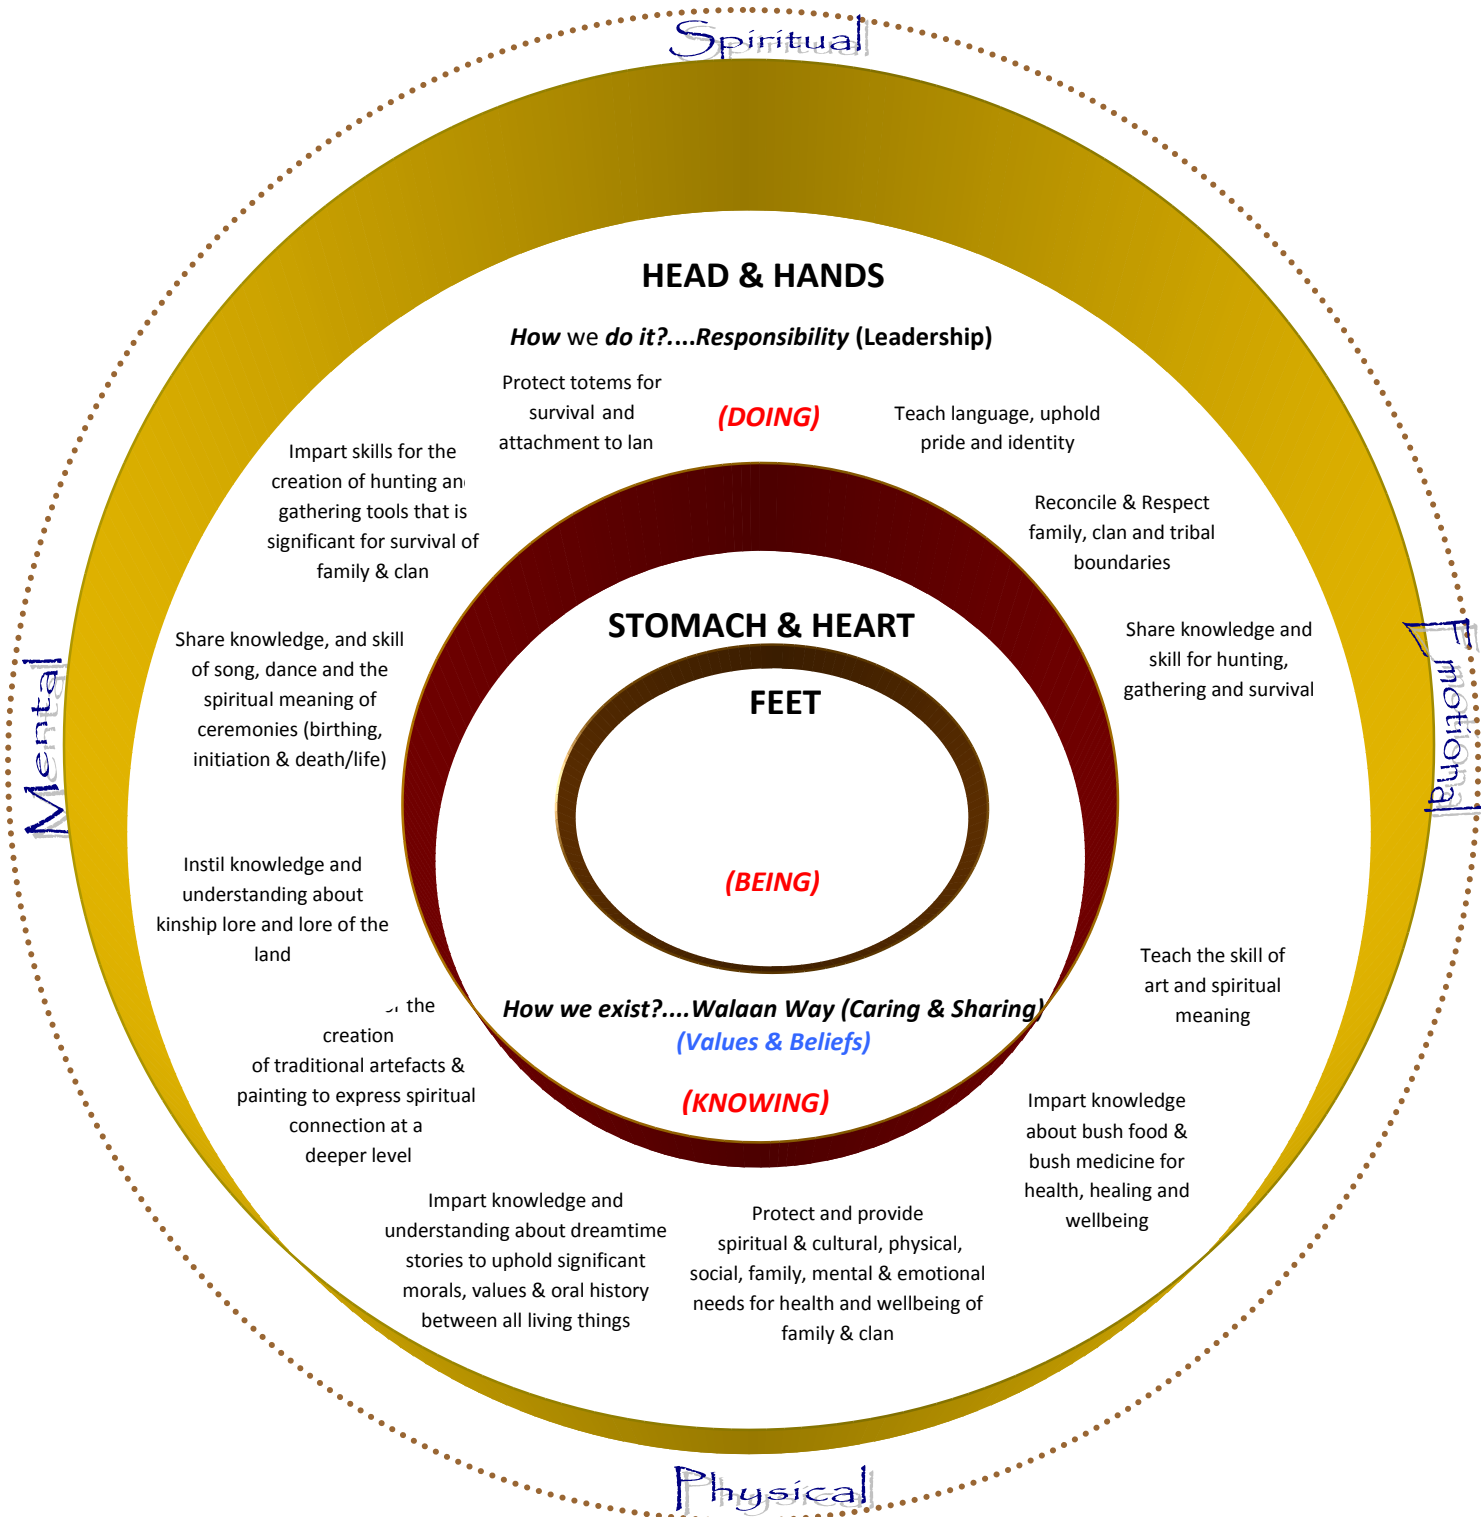 Spiritual
HEAD & HANDS
How we do it?....Responsibility (Leadership)
Protect totems for
survival and
attachment to lan
(DOING)
Teach language, uphold
pride and identity
Impart skills for the
creation of hunting an
gathering tools that is
significant for survival of
family & clan
Reconcile & Respect
family, clan and tribal
boundaries
STOMACH & HEART
Share knowledge, and skill
of song, dance and the
spiritual meaning of
ceremonies (birthing,
initiation & death/life)
Share knowledge and
skill for hunting,
gathering and survival
Mental
Emotional
FEET
(BEING)
Instil knowledge and
understanding about
kinship lore and lore of the
land
Teach the skill of
art and spiritual
meaning
How we exist?....Walaan Way (Caring & Sharing)
(Values & Beliefs)
(KNOWING)
the
creation
of traditional artefacts &
painting to express spiritual
connection at a
deeper level
Impart knowledge
about bush food &
bush medicine for
health, healing and
wellbeing
Impart knowledge and
understanding about dreamtime
stories to uphold significant
morals, values & oral history
between all living things
Protect and provide
spiritual & cultural, physical,
social, family, mental & emotional
needs for health and wellbeing of
family & clan
Physical